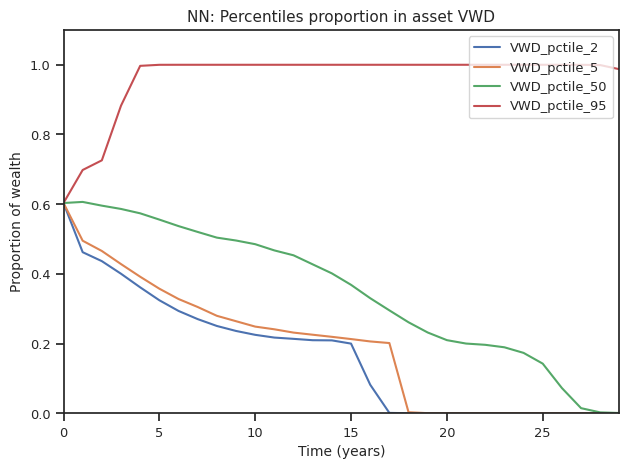 NN: Percentiles proportion in asset VWD
VWD_pctile_2
VWD_pctile_5
VWD_pctile_50
VWD_pctile_95
Proportion of wealth
1.0
0.8
0.6
0.4
0.2
0.0
0 5 10 15 20 25
Time (years)